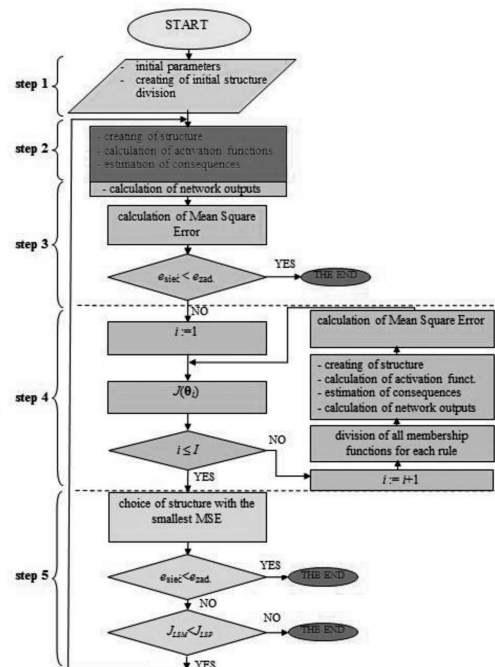 START
step 1
- initial parameters
- creating of initial structure
division
step 2
- creating of structure
- calculation of activation functions
- estimation of consequences
- calculation of network outputs
step 3
calculation of Mean Square
Error
e_sieć < e_zad.
YES
THE END
NO
step 4
i :=1
J(θ_i)
i ≤ I
NO
YES
calculation of Mean Square Error
- creating of structure
- calculation of activation funct.
- estimation of consequences
- calculation of network outputs
division of all membership
functions for each rule
i := i+1
step 5
choice of structure with the
smallest MSE
e_sieć<e_zad.
YES
THE END
NO
J_LSM<J_LSP
NO
THE END
YES